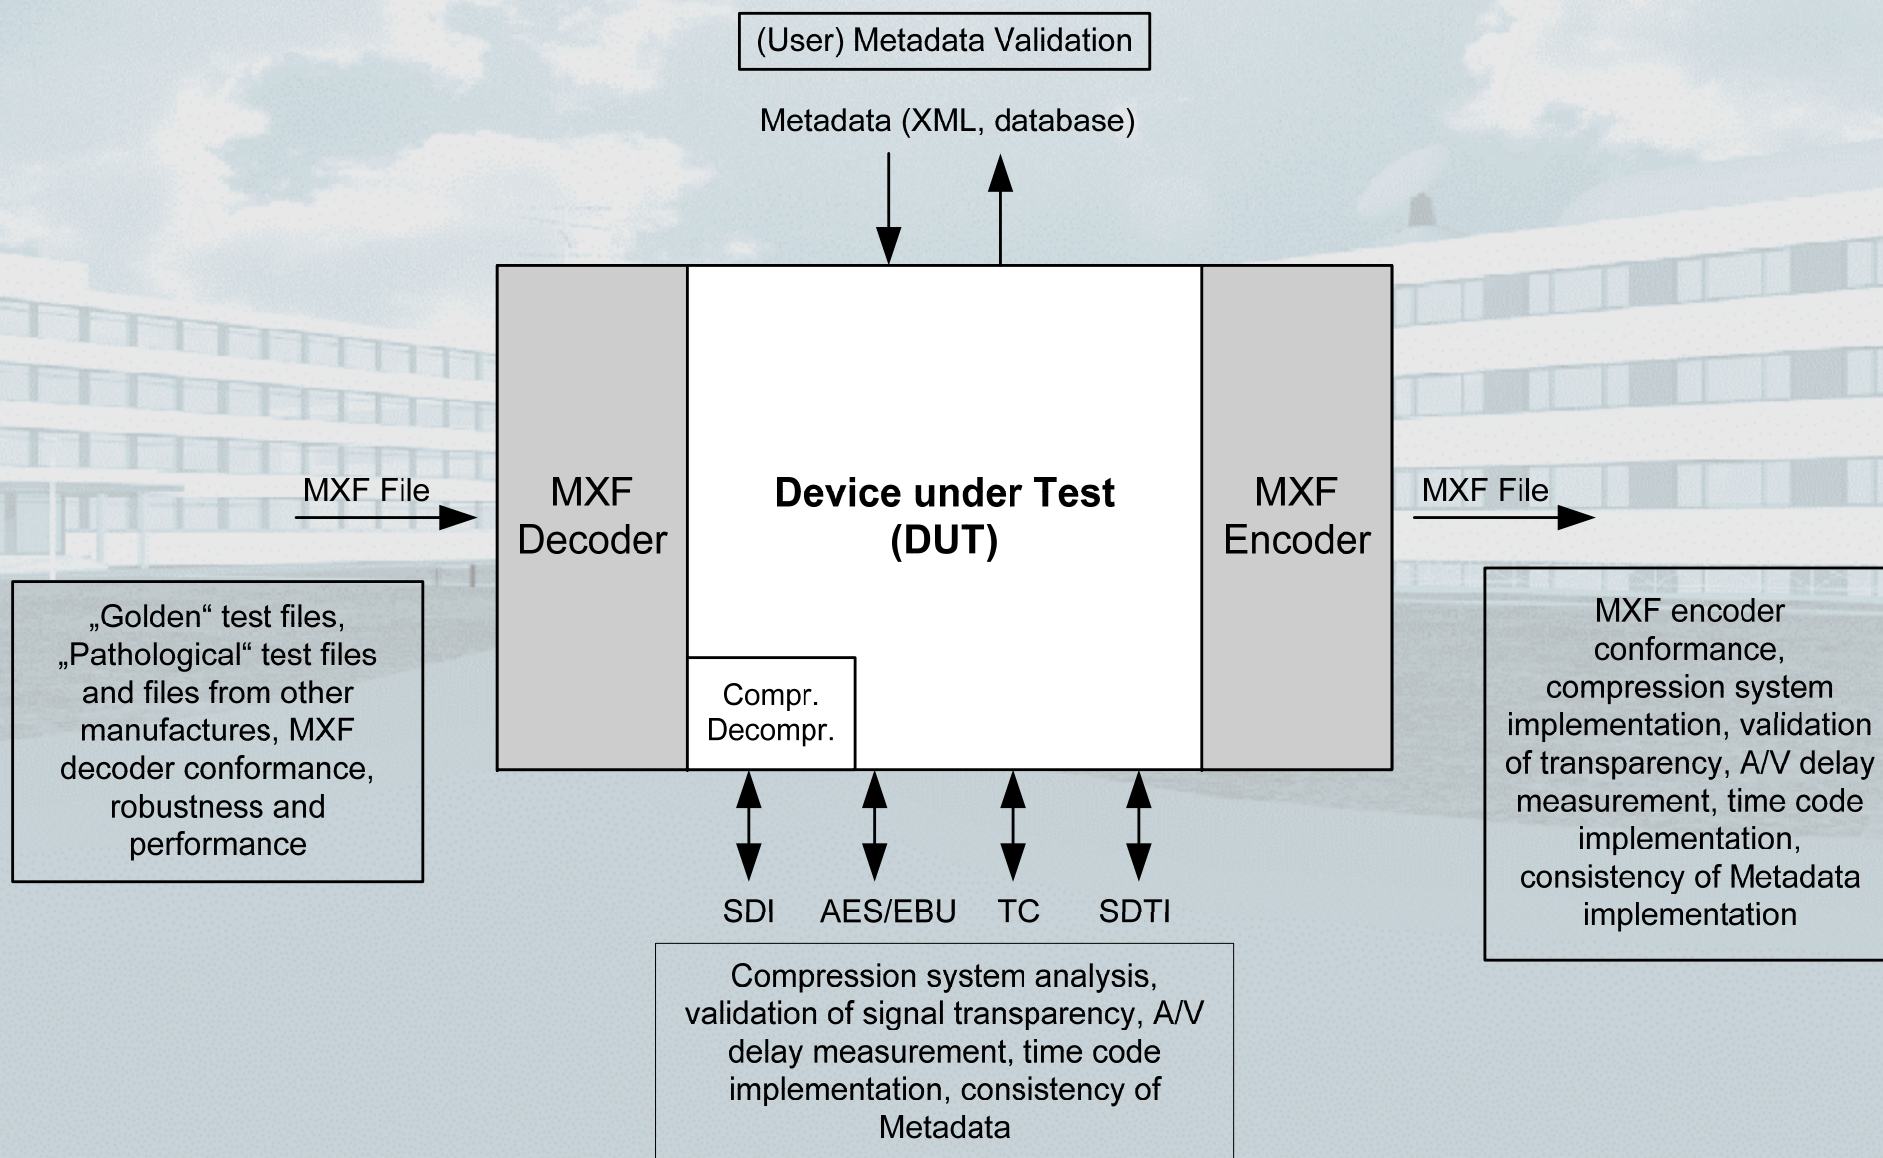 (User) Metadata Validation
Metadata (XML, database)
MXF File
MXF
Decoder
Device under Test
(DUT)
MXF
Encoder
MXF File
„Golden“ test files,
„Pathological“ test files
and files from other
manufactures, MXF
decoder conformance,
robustness and
performance
Compr.
Decompr.
MXF encoder
conformance,
compression system
implementation, validation
of transparency, A/V delay
measurement, time code
implementation,
consistency of Metadata
implementation
SDI AES/EBU TC SDTI
Compression system analysis,
validation of signal transparency, A/V
delay measurement, time code
implementation, consistency of
Metadata